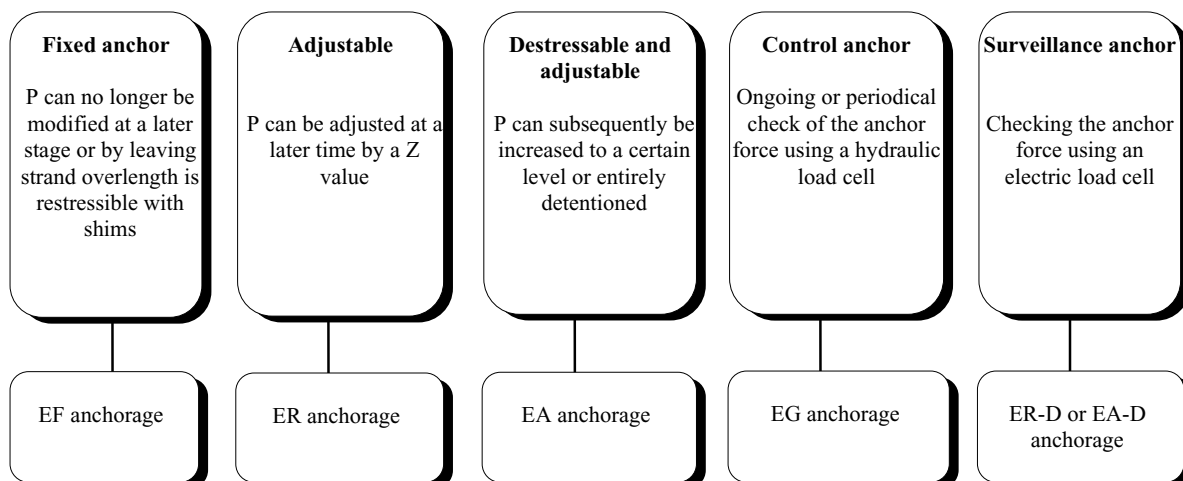 Fixed anchor
P can no longer be
modified at a later
stage or by leaving
strand overlength is
restressible with
shims
Adjustable
P can be adjusted at a
later time by a Z
value
Destressable and
adjustable
P can subsequently be
increased to a certain
level or entirely
detentioned
Control anchor
Ongoing or periodical
check of the anchor
force using a hydraulic
load cell
Surveillance anchor
Checking the anchor
force using an
electric load cell
EF anchorage
ER anchorage
EA anchorage
EG anchorage
ER-D or EA-D
anchorage